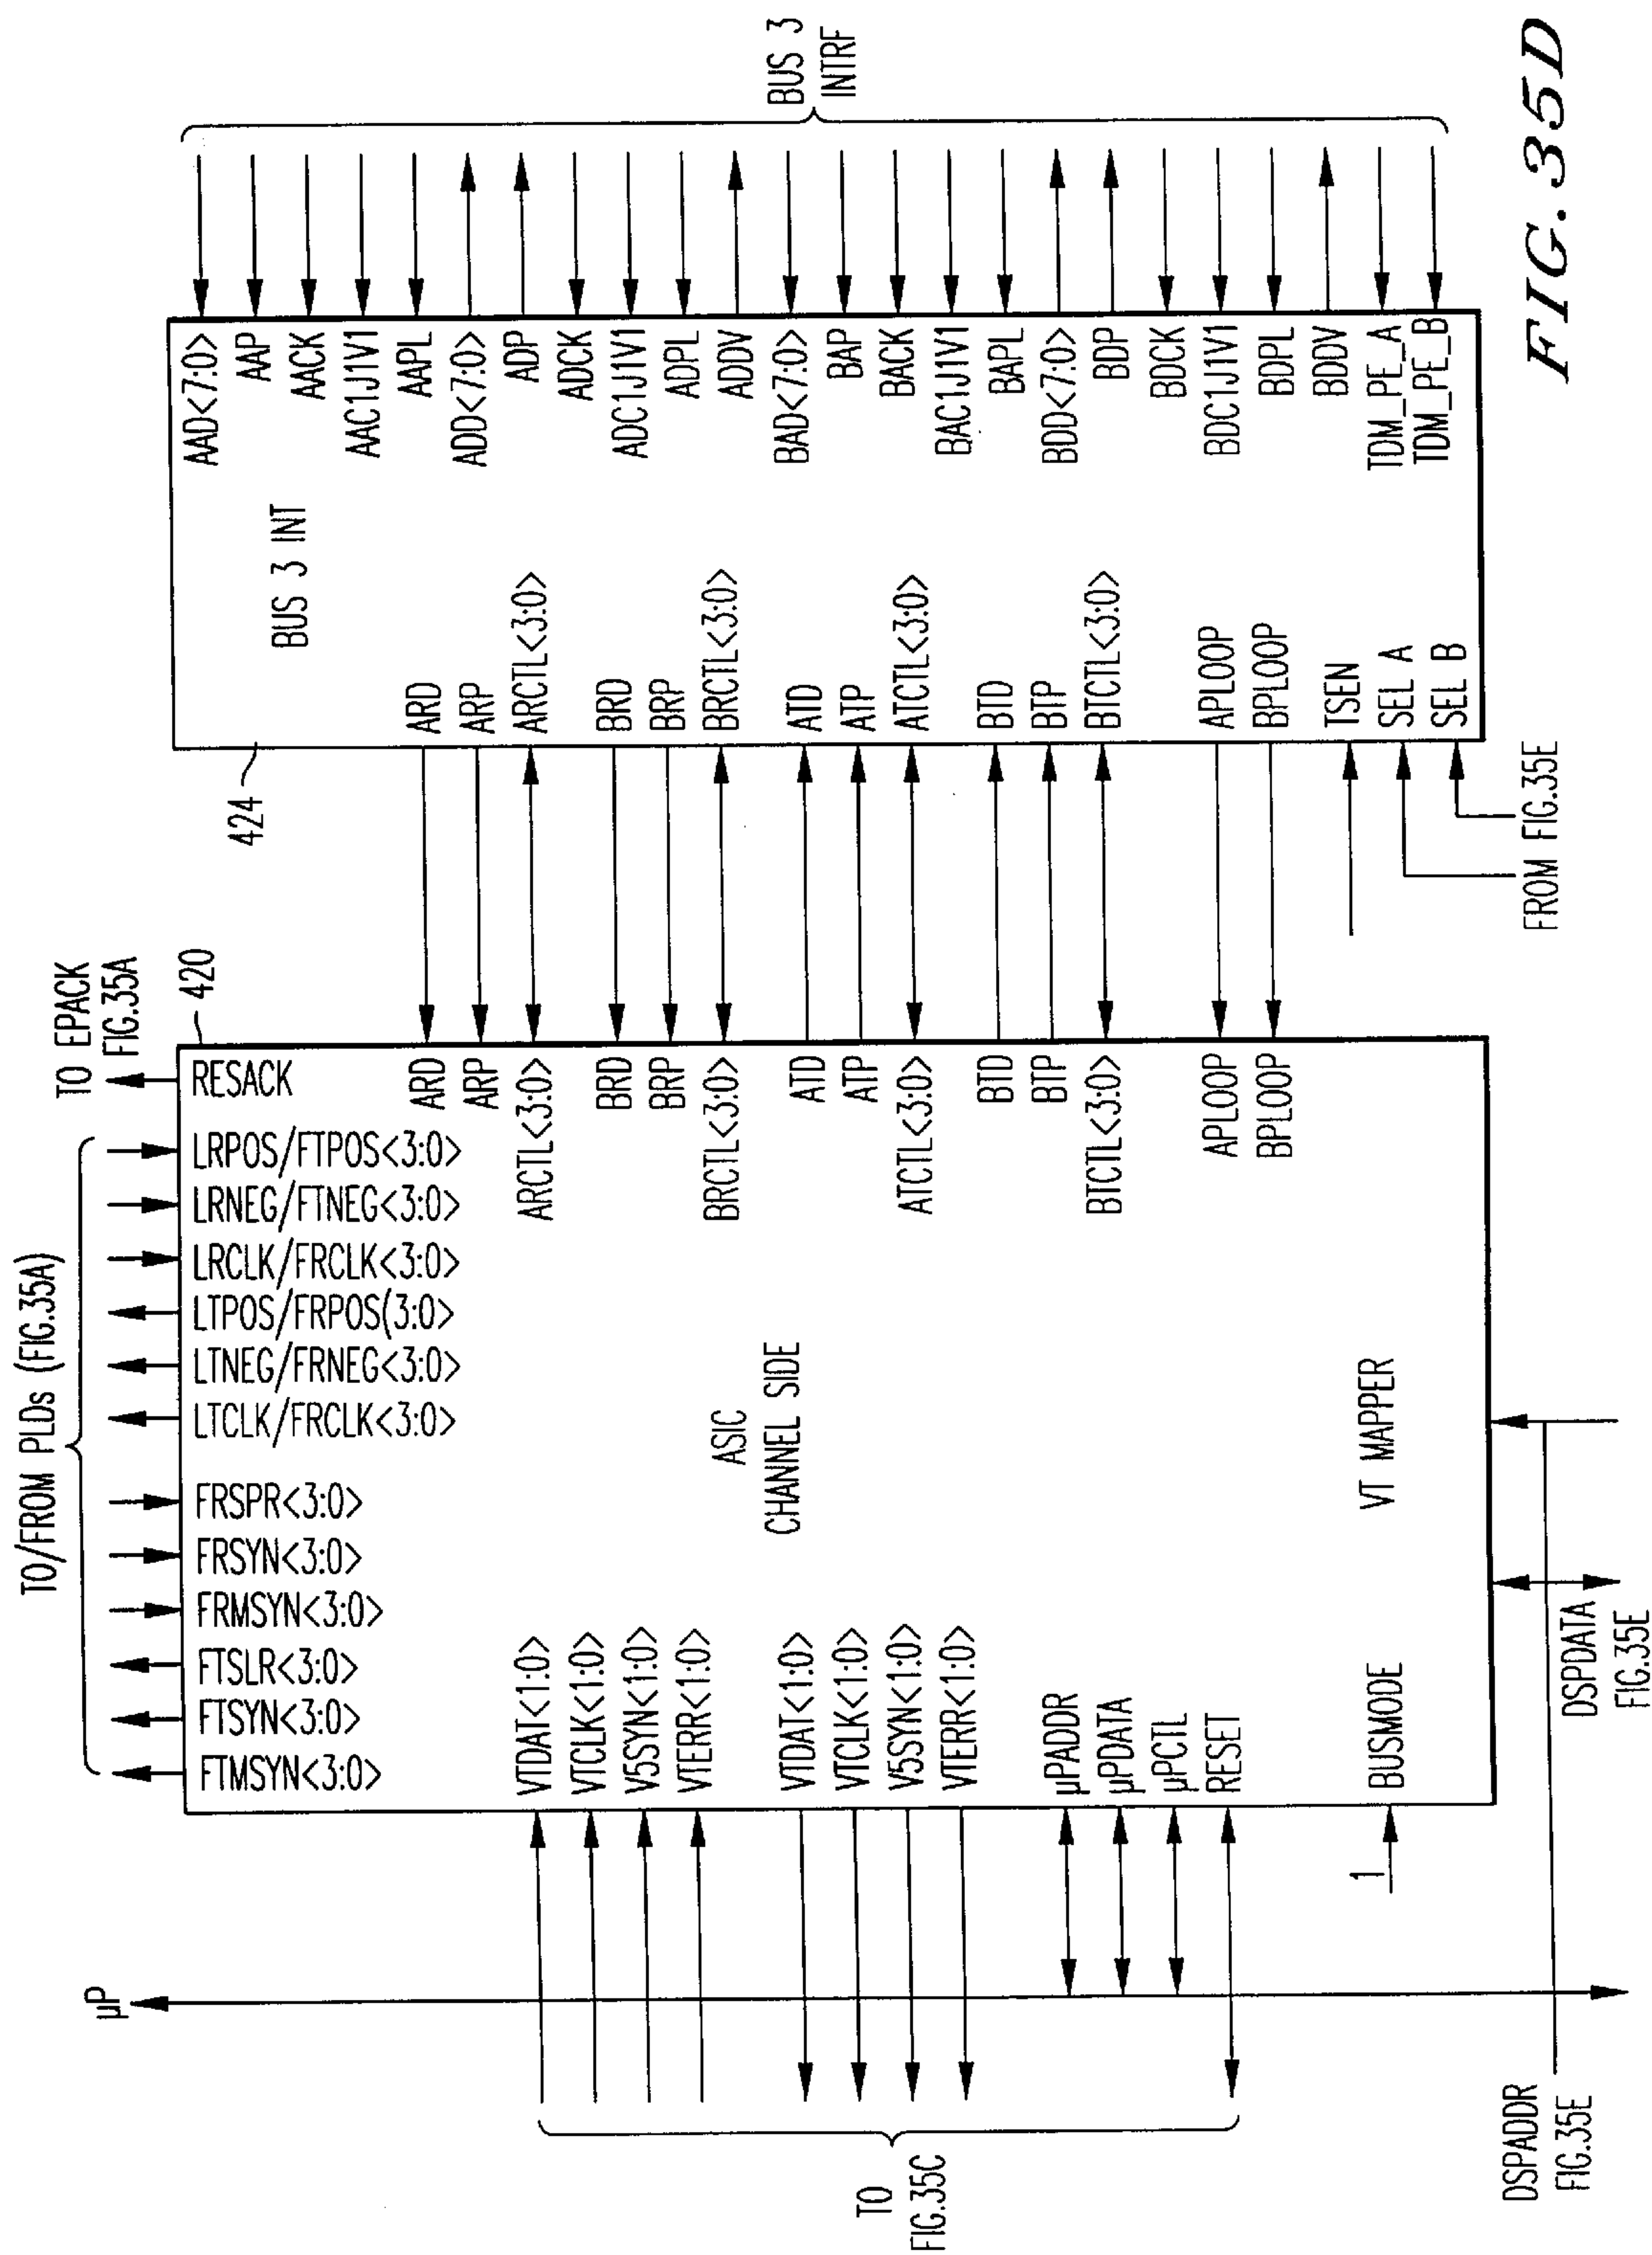 TO/FROM PLDs (FIG.35A)
TO EPACK
FIG.35A
420
RESACK
LRPOS/FTPOS<3:0>
LRNEG/FTNEG<3:0>
LRCLK/FRCLK<3:0>
LTPOS/FRPOS(3:0>
LTNEG/FRNEG<3:0>
LTCLK/FRCLK<3:0>
FRSPR<3:0>
FRSYN<3:0>
FRMSYN<3:0>
FTSLR<3:0>
FTSYN<3:0>
FTMSYN<3:0>
µP
VTDAT<1:0>
VTCLK<1:0>
V5SYN<1:0>
VTERR<1:0>
VTDAT<1:0>
VTCLK<1:0>
V5SYN<1:0>
VTERR<1:0>
µPADDR
µPDATA
µPCTL
RESET
BUSMODE
1
TO
FIG.35C
DSPADDR
FIG.35E
DSPDATA
FIG.35E
ASIC
CHANNEL SIDE
VT MAPPER
ARD
ARP
ARCTL<3:0>
BRD
BRP
BRCTL<3:0>
ATD
ATP
ATCTL<3:0>
BTD
BTP
BTCTL<3:0>
APLOOP
BPLOOP
424
BUS 3 INT
ARD
ARP
ARCTL<3:0>
BRD
BRP
BRCTL<3:0>
ATD
ATP
ATCTL<3:0>
BTD
BTP
BTCTL<3:0>
APLOOP
BPLOOP
TSEN
SEL A
SEL B
FROM FIG.35E
AAD<7:0>
AAP
AACK
AAC1J1V1
AAPL
ADD<7:0>
ADP
ADCK
ADC1J1V1
ADPL
ADDV
BAD<7:0>
BAP
BACK
BAC1J1V1
BAPL
BDD<7:0>
BDP
BDCK
BDC1J1V1
BDPL
BDDV
TDM_PE_A
TDM_PE_B
BUS 3
INTRF
FIG.35D